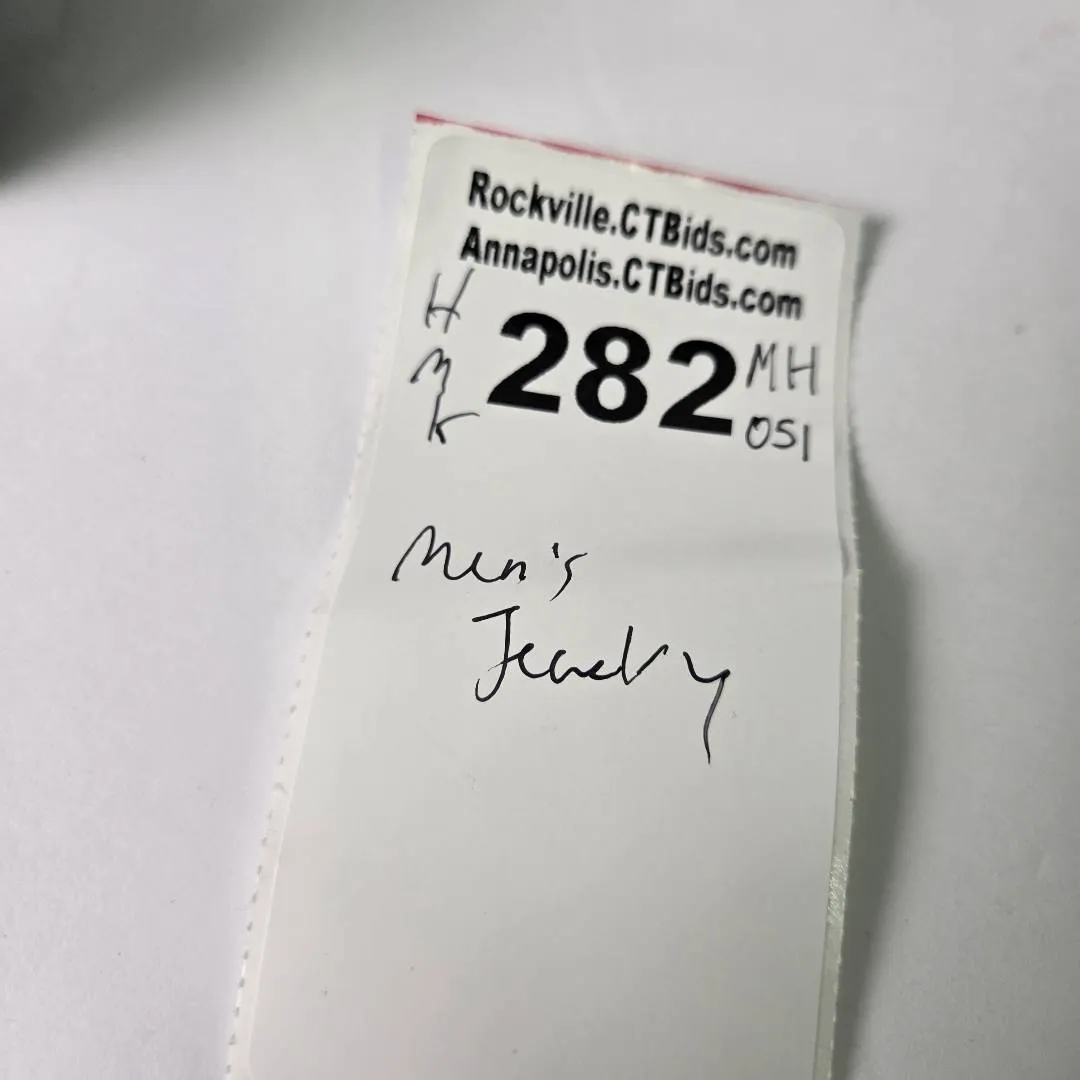 Rockville.CTBids.com
Annapolis.CTBids.com
H
M
K
282
MH
051
Men's
Jewelry